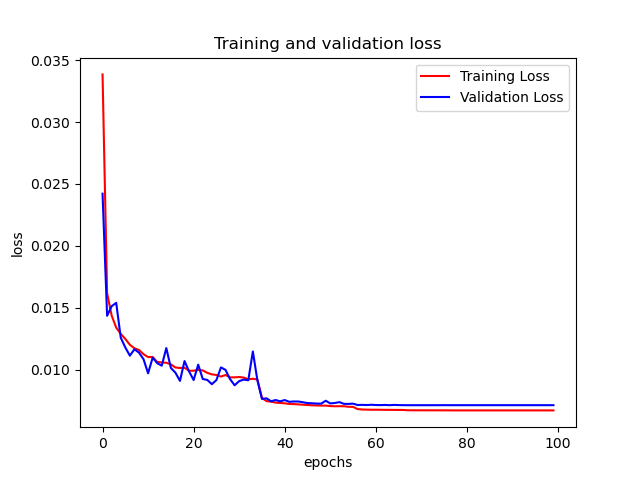 Training and validation loss
0.035
0.030
0.025
0.020
0.015
0.010
loss
Training Loss
Validation Loss
0 20 40 60 80 100
epochs